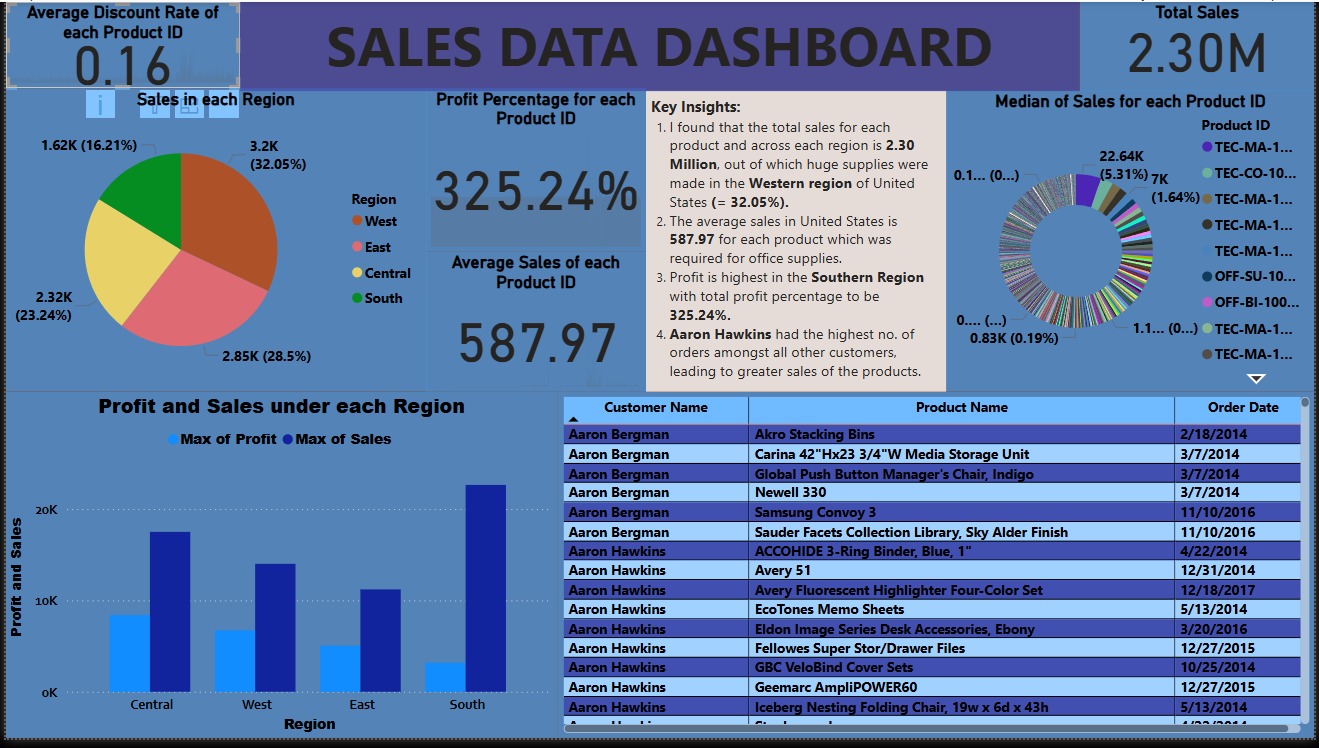 Average Discount Rate of
each Product ID
0.16
SALES DATA DASHBOARD
Total Sales
2.30M
Sales in each Region
1.62K (16.21%)
3.2K
(32.05%)
2.32K
(23.24%)
2.85K (28.5%)
Region
West
East
Central
South
Profit Percentage for each
Product ID
325.24%
Average Sales of each
Product ID
587.97
Key Insights:
1. I found that the total sales for each
product and across each region is 2.30
Million, out of which huge supplies were
made in the Western region of United
States (= 32.05%).
2. The average sales in United States is
587.97 for each product which was
required for office supplies.
3. Profit is highest in the Southern Region
with total profit percentage to be
325.24%.
4. Aaron Hawkins had the highest no. of
orders amongst all other customers,
leading to greater sales of the products.
Median of Sales for each Product ID
22.64K
(5.31%)
7K
(1.64%)
0.1... (0...)
0.... (...)
0.83K (0.19%)
1.1... (0...)
Product ID
TEC-MA-1...
TEC-CO-10...
TEC-MA-1...
TEC-MA-1...
TEC-MA-1...
OFF-SU-10...
OFF-BI-100...
TEC-MA-1...
TEC-MA-1...
Profit and Sales under each Region
Max of Profit Max of Sales
Profit and Sales
20K
10K
0K
Central West East South
Region
Customer Name Product Name Order Date
Aaron Bergman Akro Stacking Bins 2/18/2014
Aaron Bergman Carina 42"Hx23 3/4"W Media Storage Unit 3/7/2014
Aaron Bergman Global Push Button Manager's Chair, Indigo 3/7/2014
Aaron Bergman Newell 330 3/7/2014
Aaron Bergman Samsung Convoy 3 11/10/2016
Aaron Bergman Sauder Facets Collection Library, Sky Alder Finish 11/10/2016
Aaron Hawkins ACCOHIDE 3-Ring Binder, Blue, 1" 4/22/2014
Aaron Hawkins Avery 51 12/31/2014
Aaron Hawkins Avery Fluorescent Highlighter Four-Color Set 12/18/2017
Aaron Hawkins EcoTones Memo Sheets 5/13/2014
Aaron Hawkins Eldon Image Series Desk Accessories, Ebony 3/20/2016
Aaron Hawkins Fellowes Super Stor/Drawer Files 12/27/2015
Aaron Hawkins GBC VeloBind Cover Sets 10/25/2014
Aaron Hawkins Geemarc AmpliPOWER60 12/27/2015
Aaron Hawkins Iceberg Nesting Folding Chair, 19w x 6d x 43h 5/13/2014